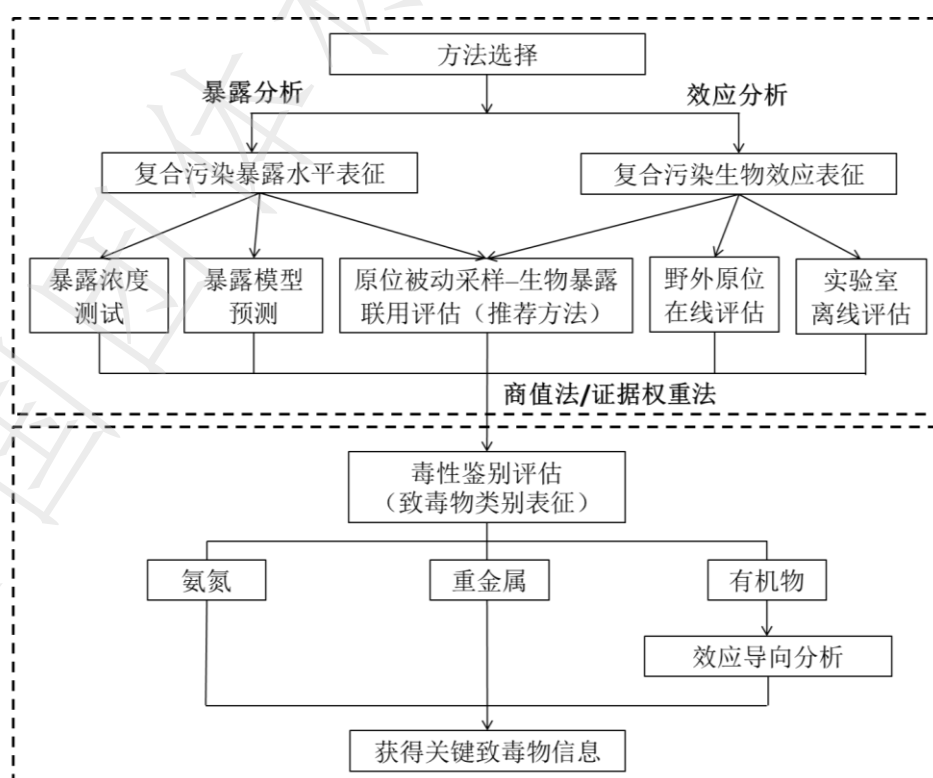 方法选择
暴露分析
效应分析
复合污染暴露水平表征
复合污染生物效应表征
暴露浓度
测试
暴露模型
预测
原位被动采样–生物暴露
联用评估（推荐方法）
野外原位
在线评估
实验室
离线评估
商值法/证据权重法
毒性鉴别评估
（致毒物类别表征）
氨氮
重金属
有机物
效应导向分析
获得关键致毒物信息